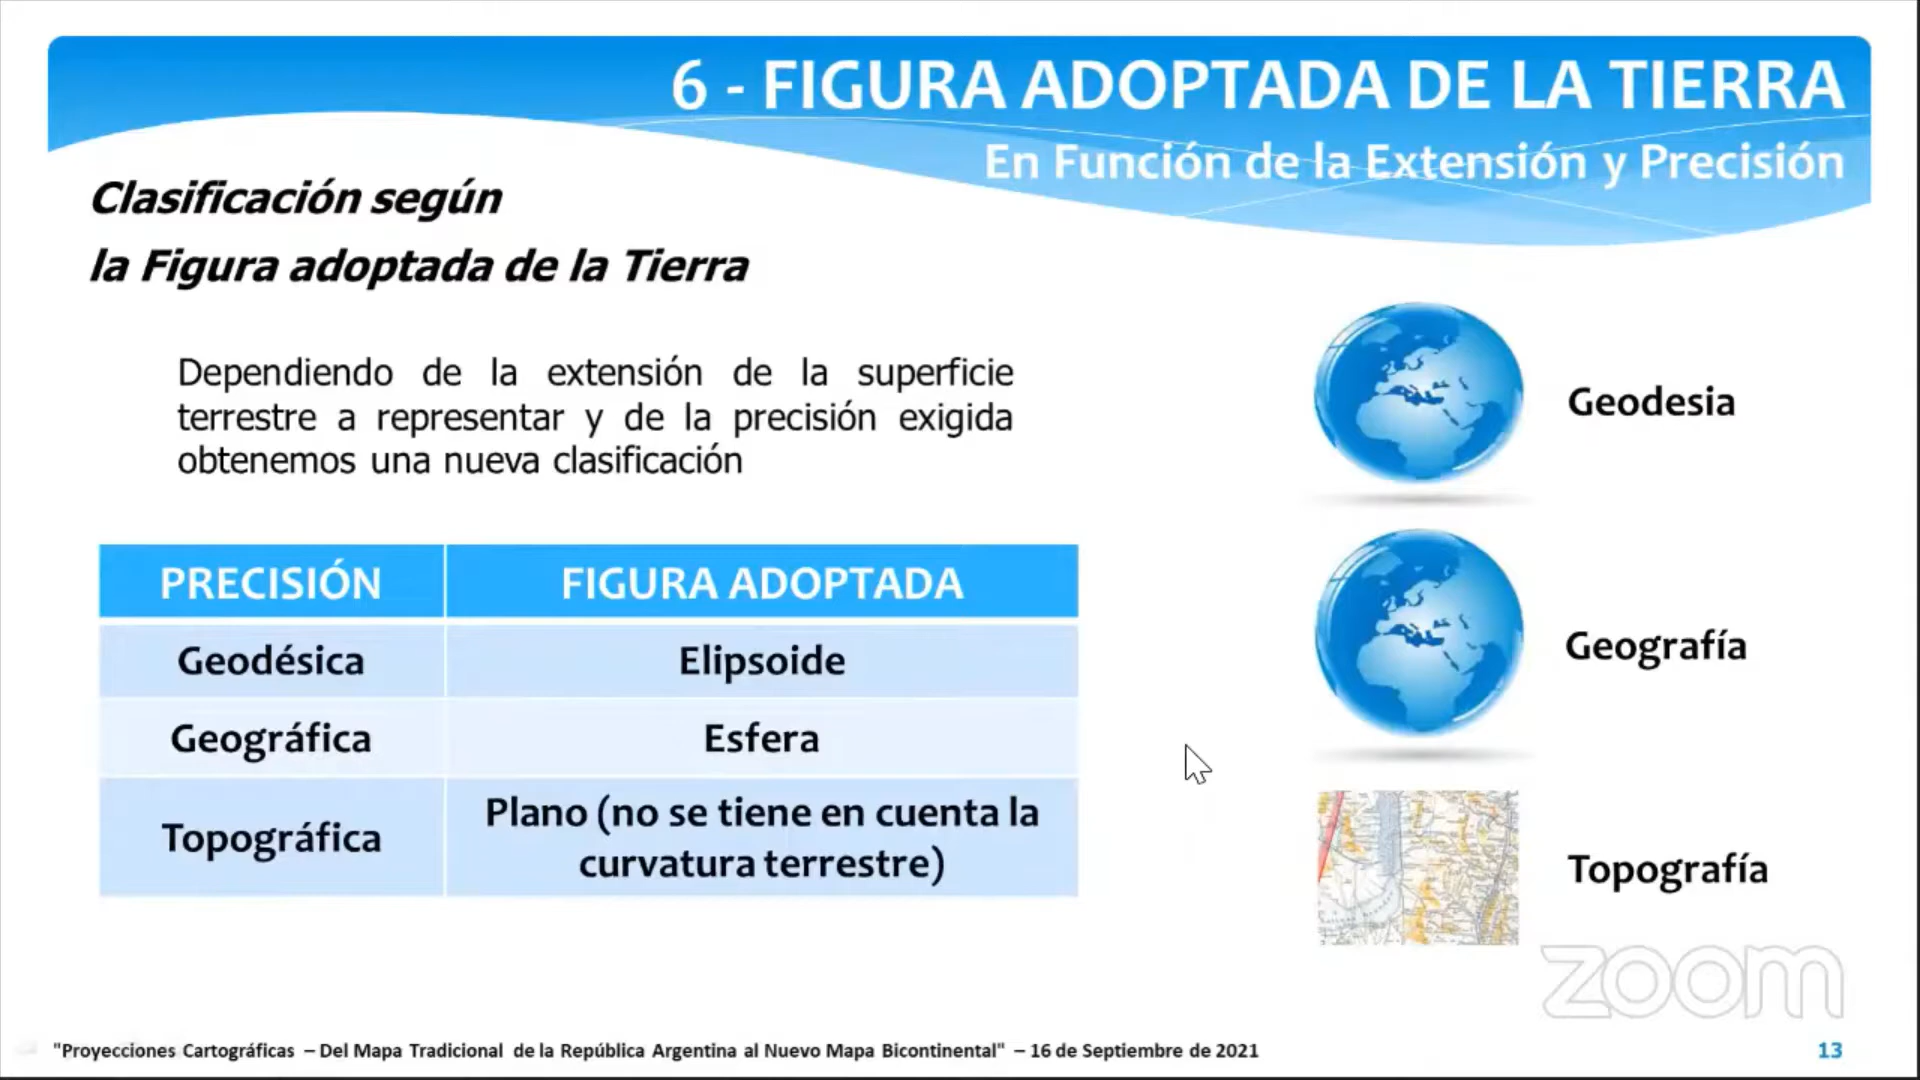 6 - FIGURA ADOPTADA DE LA TIERRA
En Función de la Extensión y Precisión
Clasificación según
la Figura adoptada de la Tierra
Dependiendo de la extensión de la superficie
terrestre a representar y de la precisión exigida
obtenemos una nueva clasificación
PRECISIÓN FIGURA ADOPTADA
Geodésica Elipsoide
Geográfica Esfera
Topográfica Plano (no se tiene en cuenta la
curvatura terrestre)
Geodesia
Geografía
Topografía
zoom
"Proyecciones Cartográficas – Del Mapa Tradicional de la República Argentina al Nuevo Mapa Bicontinental" – 16 de Septiembre de 2021
13